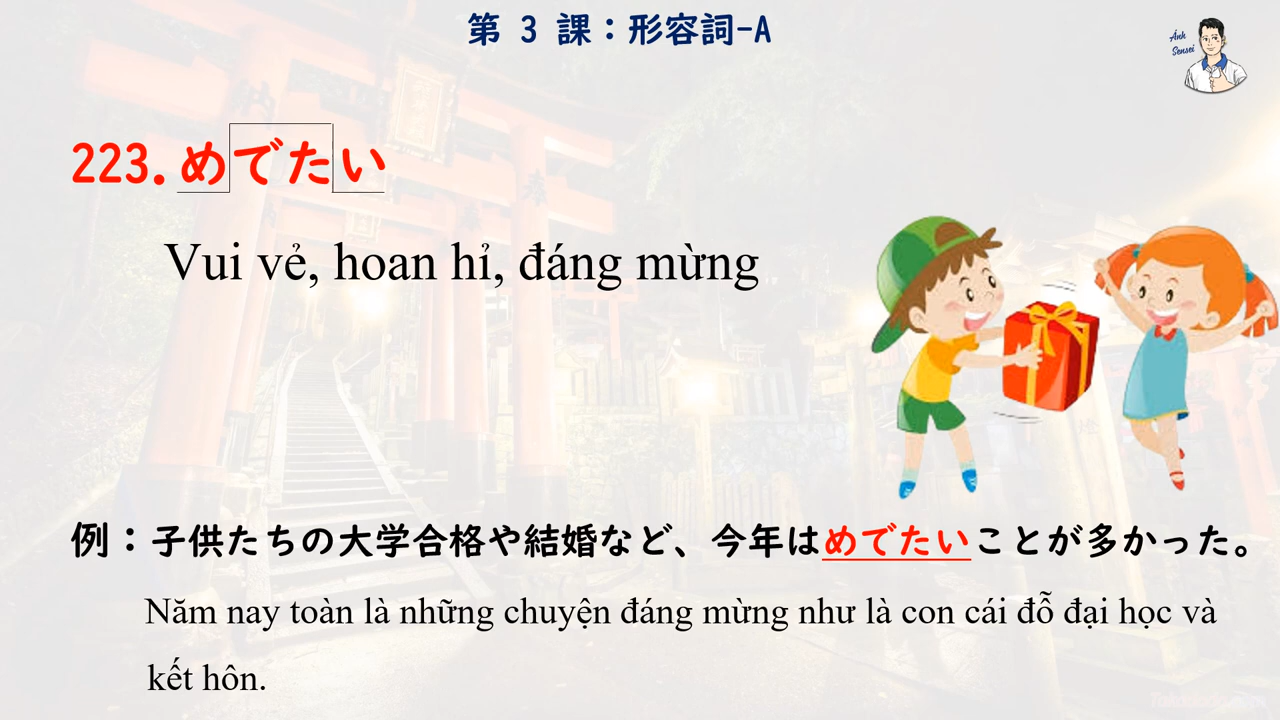 第 3 課：形容詞-A
Ánh
Sensei
223.めでたい
Vui vẻ, hoan hỉ, đáng mừng
例：子供たちの大学合格や結婚など、今年はめでたいことが多かった。
Năm nay toàn là những chuyện đáng mừng như là con cái đỗ đại học và
kết hôn.